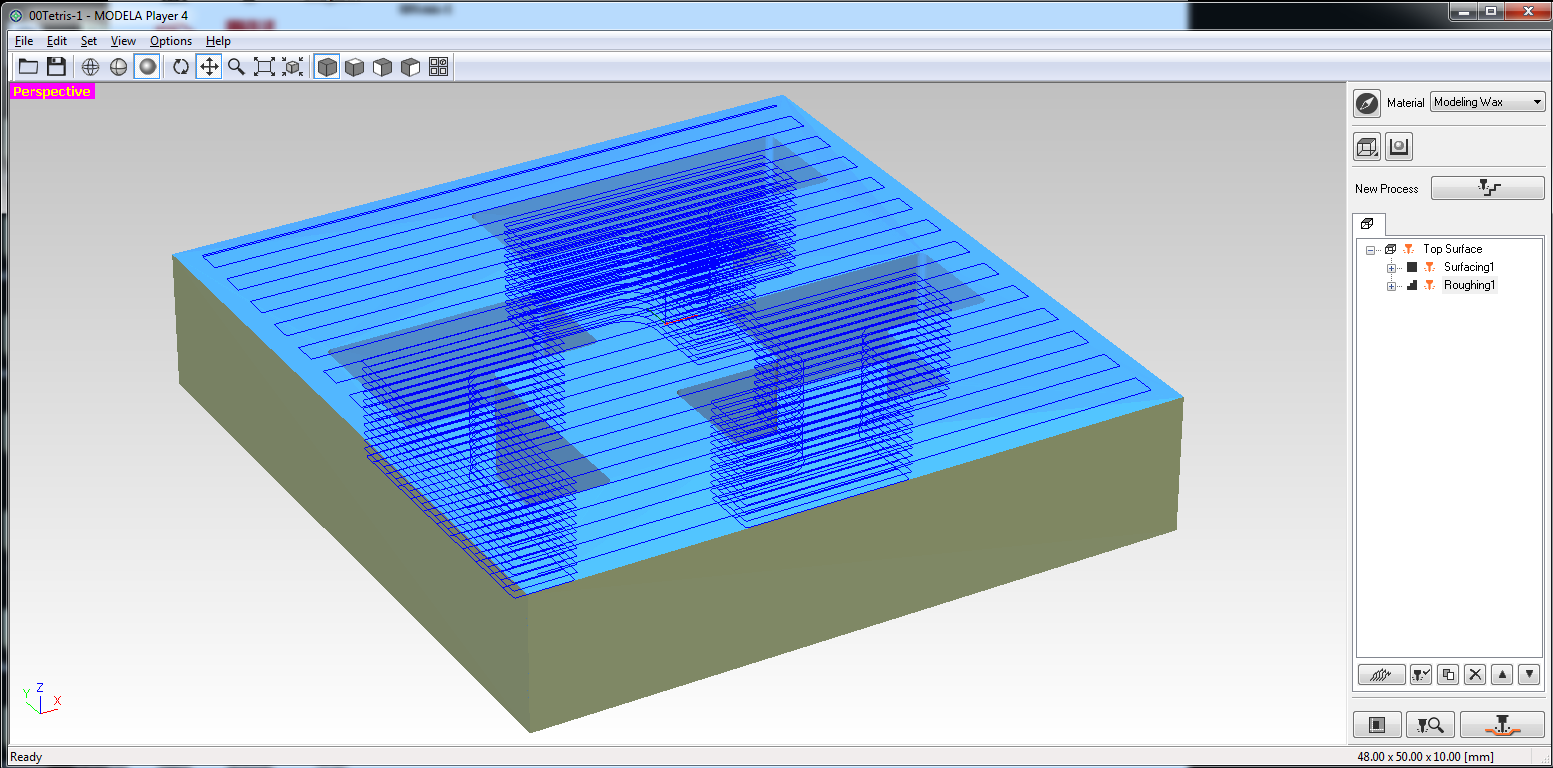 00Tetris-1 - MODELA Player 4
File Edit Set View Options Help
Perspective
Material Modeling Wax
New Process
Top Surface
Surfacing1
Roughing1
Z
Y
X
Ready
48.00 x 50.00 x 10.00 [mm]